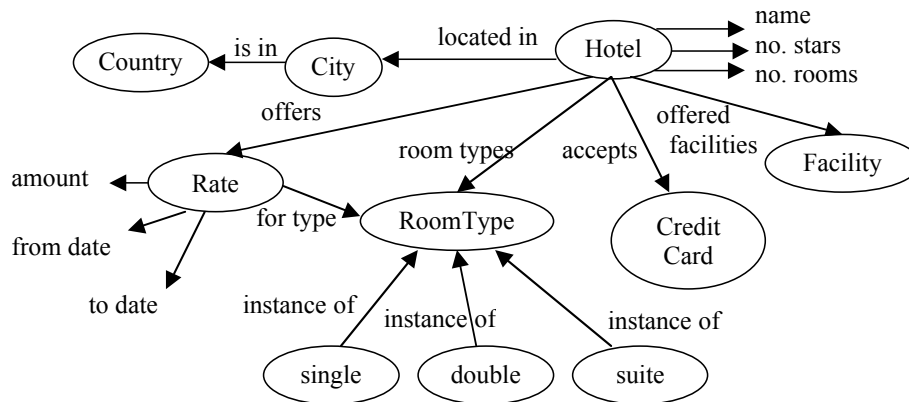 name
located in
Hotel
is in
no. stars
Country
City
no. rooms
offers
offered
facilities
room types
accepts
Facility
amount
Rate
for type
RoomType
Credit
Card
from date
to date
instance of
instance of
instance of
single
double
suite